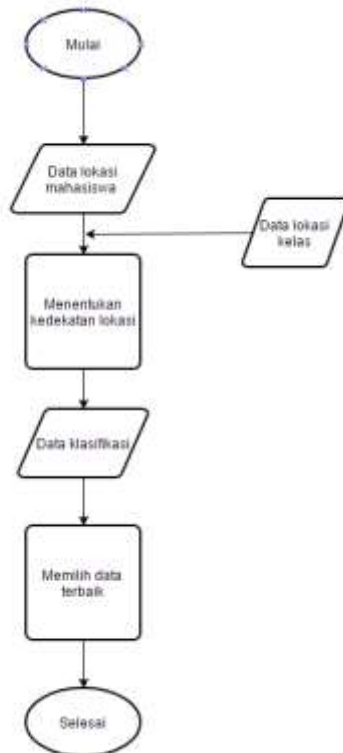 Mulai
Data lokasi
mahasiswa
Data lokasi
kelas
Menentukan
kedekatan lokasi
Data klasifikasi
Memilih data
terbaik
Selesai